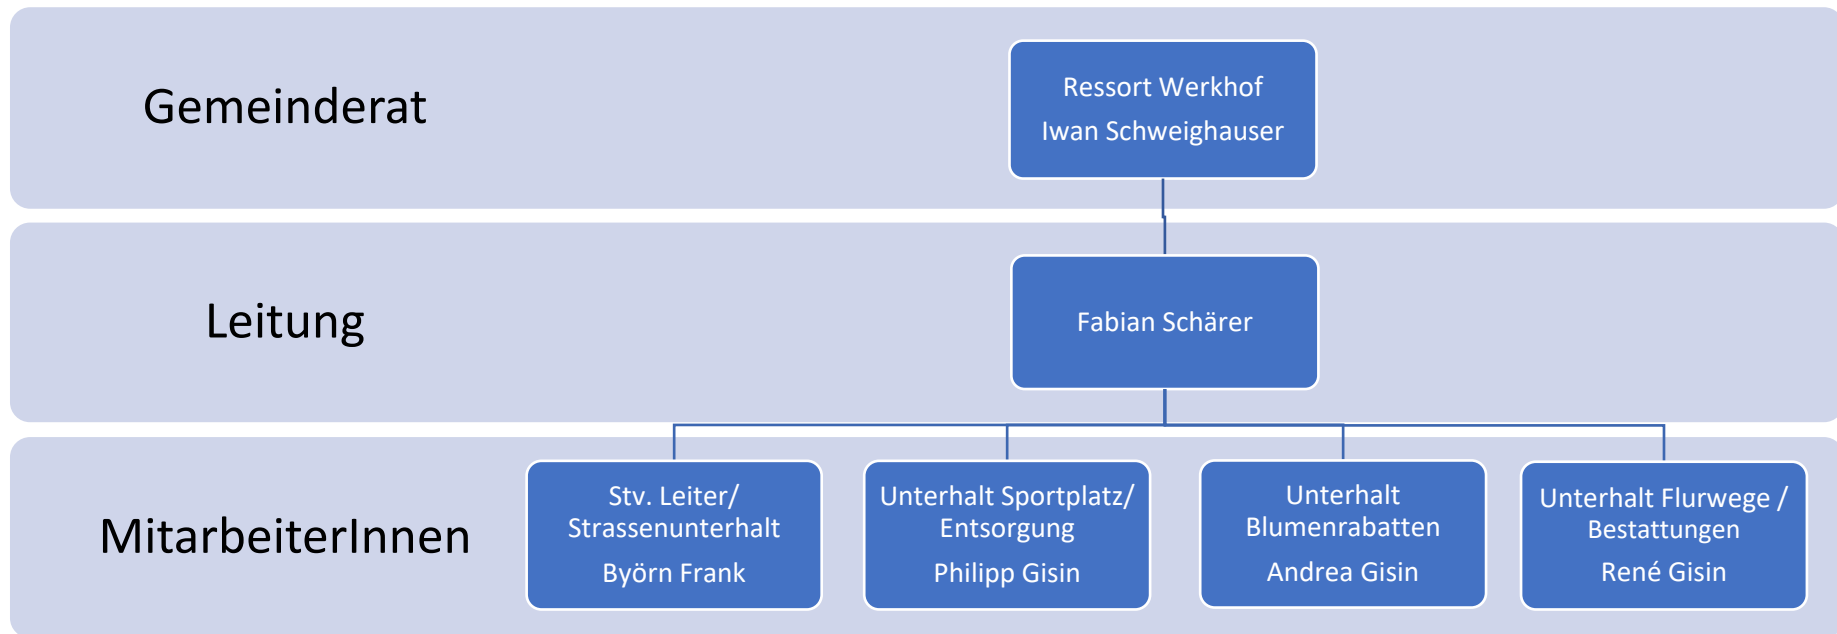 Gemeinderat
Ressort Werkhof
Iwan Schweighauser
Leitung
Fabian Schärer
MitarbeiterInnen
Stv. Leiter/
Strassenunterhalt
Byörn Frank
Unterhalt Sportplatz/
Entsorgung
Philipp Gisin
Unterhalt
Blumenrabatten
Andrea Gisin
Unterhalt Flurwege /
Bestattungen
René Gisin